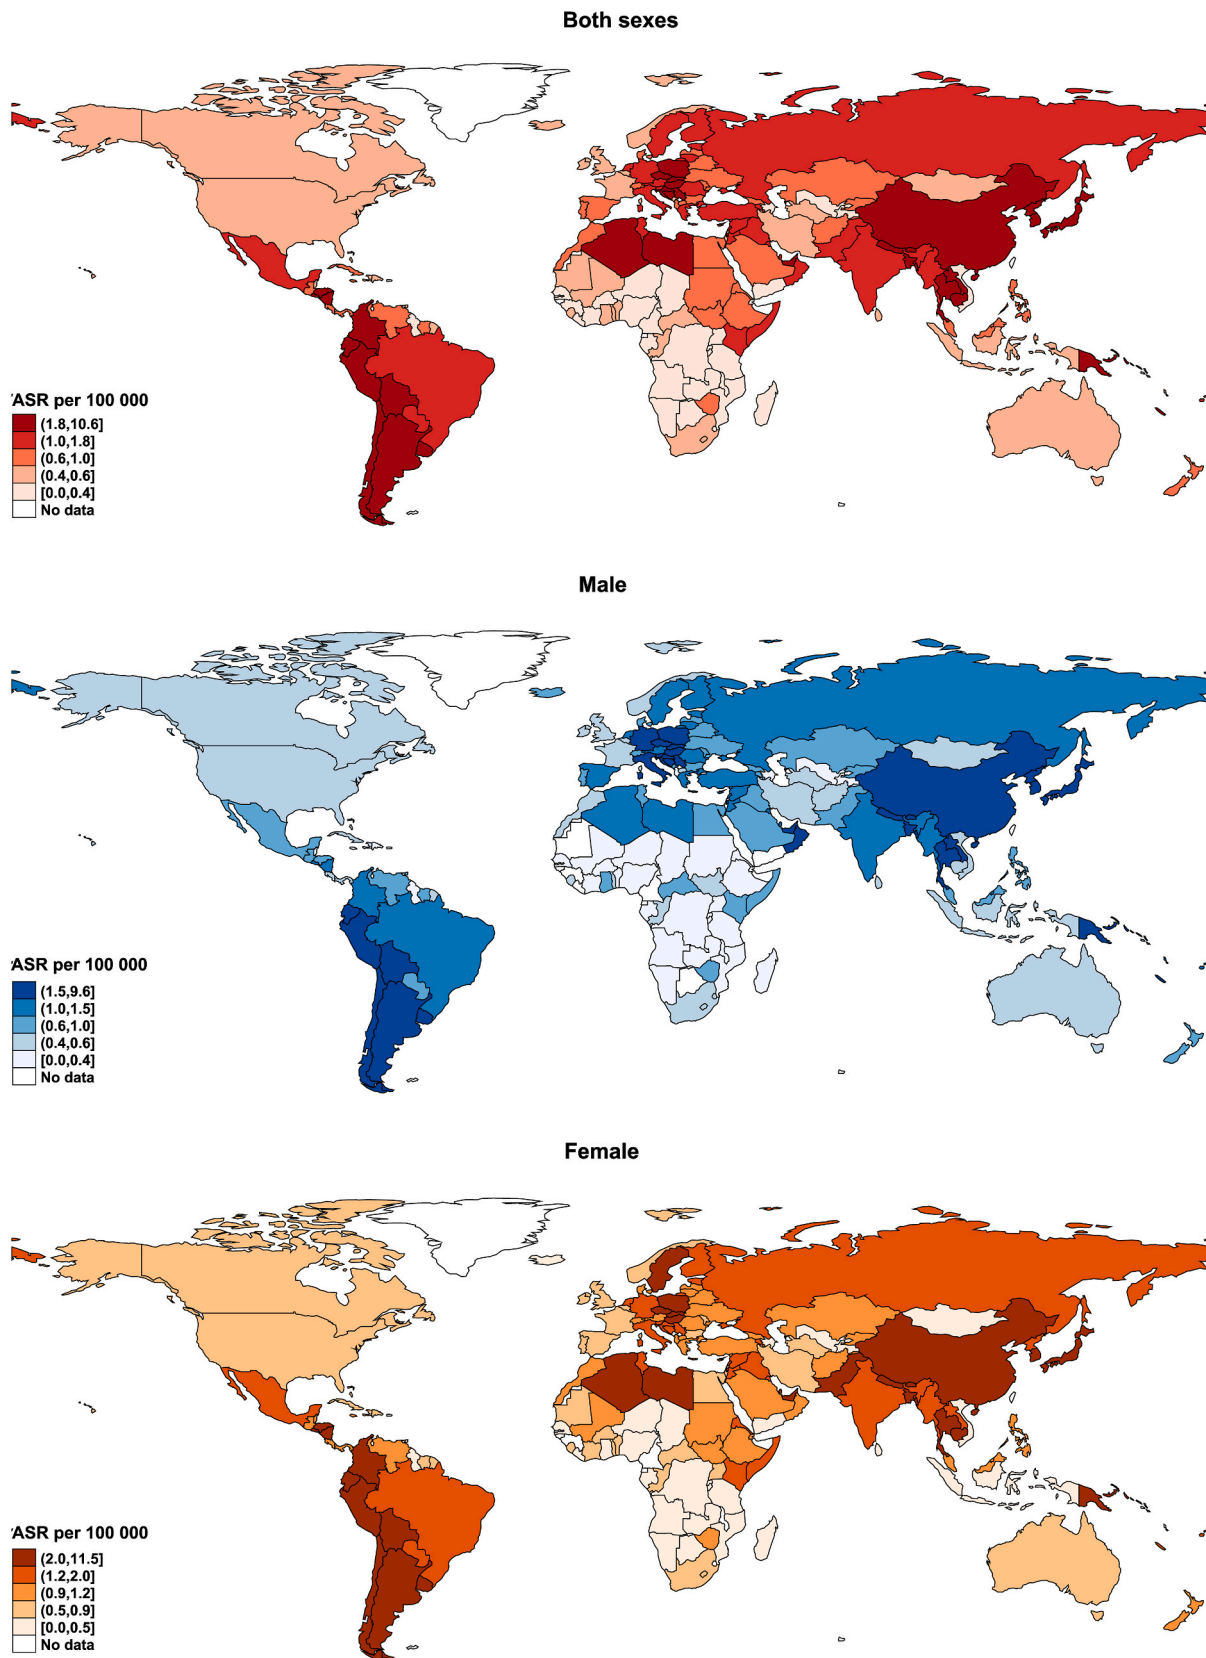 Both sexes
ASR per 100 000
(1.8,10.6]
(1.0,1.8]
(0.6,1.0]
(0.4,0.6]
[0.0,0.4]
No data
Male
ASR per 100 000
(1.5,9.6]
(1.0,1.5]
(0.6,1.0]
(0.4,0.6]
[0.0,0.4]
No data
Female
ASR per 100 000
(2.0,11.5]
(1.2,2.0]
(0.9,1.2]
(0.5,0.9]
[0.0,0.5]
No data